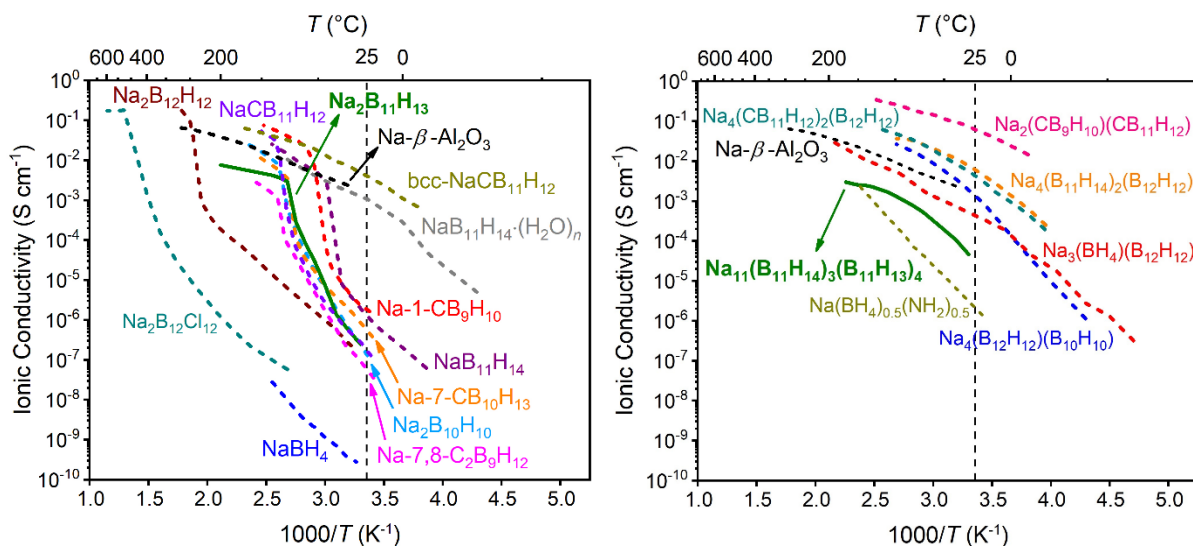 T (°C)
600 400 200 25 0
10⁰
10⁻¹
10⁻²
10⁻³
10⁻⁴
10⁻⁵
10⁻⁶
10⁻⁷
10⁻⁸
10⁻⁹
10⁻¹⁰
Ionic Conductivity (S cm⁻¹)
Na₂B₁₂H₁₂
NaCB₁₁H₁₂
Na₂B₁₁H₁₃
Na-β-Al₂O₃
bcc-NaCB₁₁H₁₂
NaB₁₁H₁₄·(H₂O)ₙ
Na-1-CB₉H₁₀
Na₂B₁₂Cl₁₂
NaB₁₁H₁₄
Na-7-CB₁₀H₁₃
Na₂B₁₀H₁₀
NaBH₄
Na-7,8-C₂B₉H₁₂
1.0 1.5 2.0 2.5 3.0 3.5 4.0 4.5 5.0
1000/T (K⁻¹)
T (°C)
600 400 200 25 0
10⁰
10⁻¹
10⁻²
10⁻³
10⁻⁴
10⁻⁵
10⁻⁶
10⁻⁷
10⁻⁸
10⁻⁹
10⁻¹⁰
Ionic Conductivity (S cm⁻¹)
Na₄(CB₁₁H₁₂)₂(B₁₂H₁₂)
Na₂(CB₉H₁₀)(CB₁₁H₁₂)
Na-β-Al₂O₃
Na₄(B₁₁H₁₄)₂(B₁₂H₁₂)
Na₃(BH₄)(B₁₂H₁₂)
Na₁₁(B₁₁H₁₄)₃(B₁₁H₁₃)₄
Na(BH₄)₀.₅(NH₂)₀.₅
Na₄(B₁₂H₁₂)(B₁₀H₁₀)
1.0 1.5 2.0 2.5 3.0 3.5 4.0 4.5 5.0
1000/T (K⁻¹)